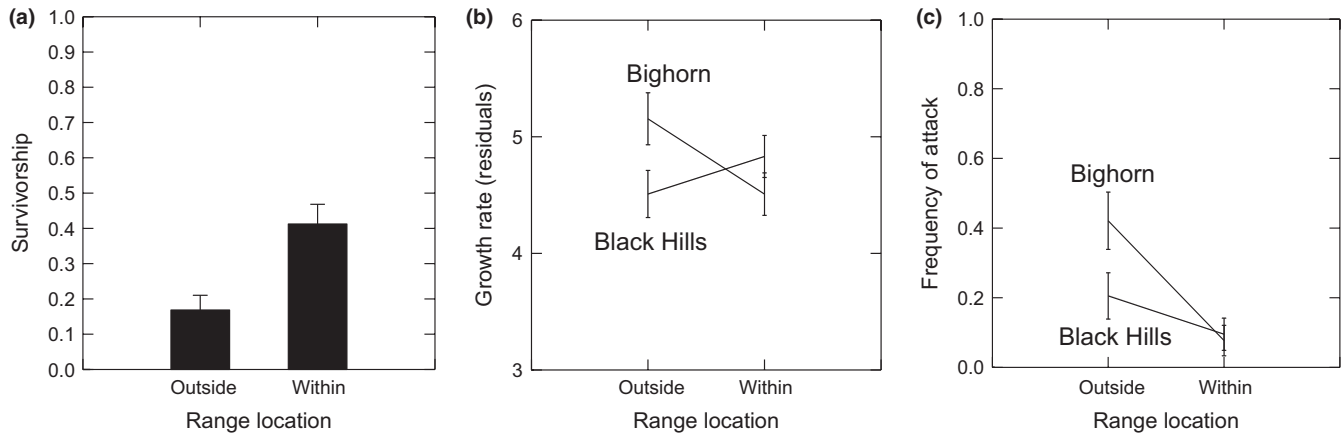 (a)
1.0
0.9
0.8
0.7
0.6
0.5
0.4
0.3
0.2
0.1
0.0
Survivorship
Outside Within
Range location
(b)
6
5
4
3
Growth rate (residuals)
Bighorn
Black Hills
Outside Within
Range location
(c)
1.0
0.8
0.6
0.4
0.2
0.0
Frequency of attack
Bighorn
Black Hills
Outside Within
Range location